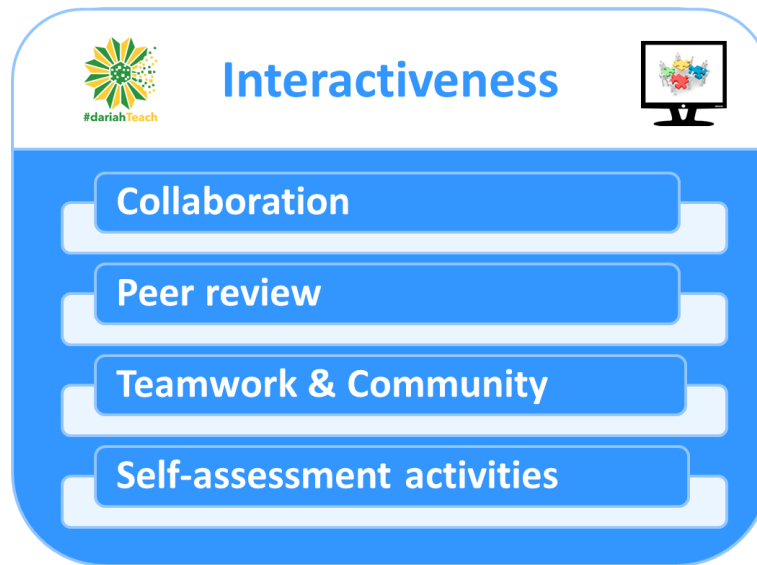 Interactiveness
#dariahTeach
Collaboration
Peer review
Teamwork & Community
Self-assessment activities